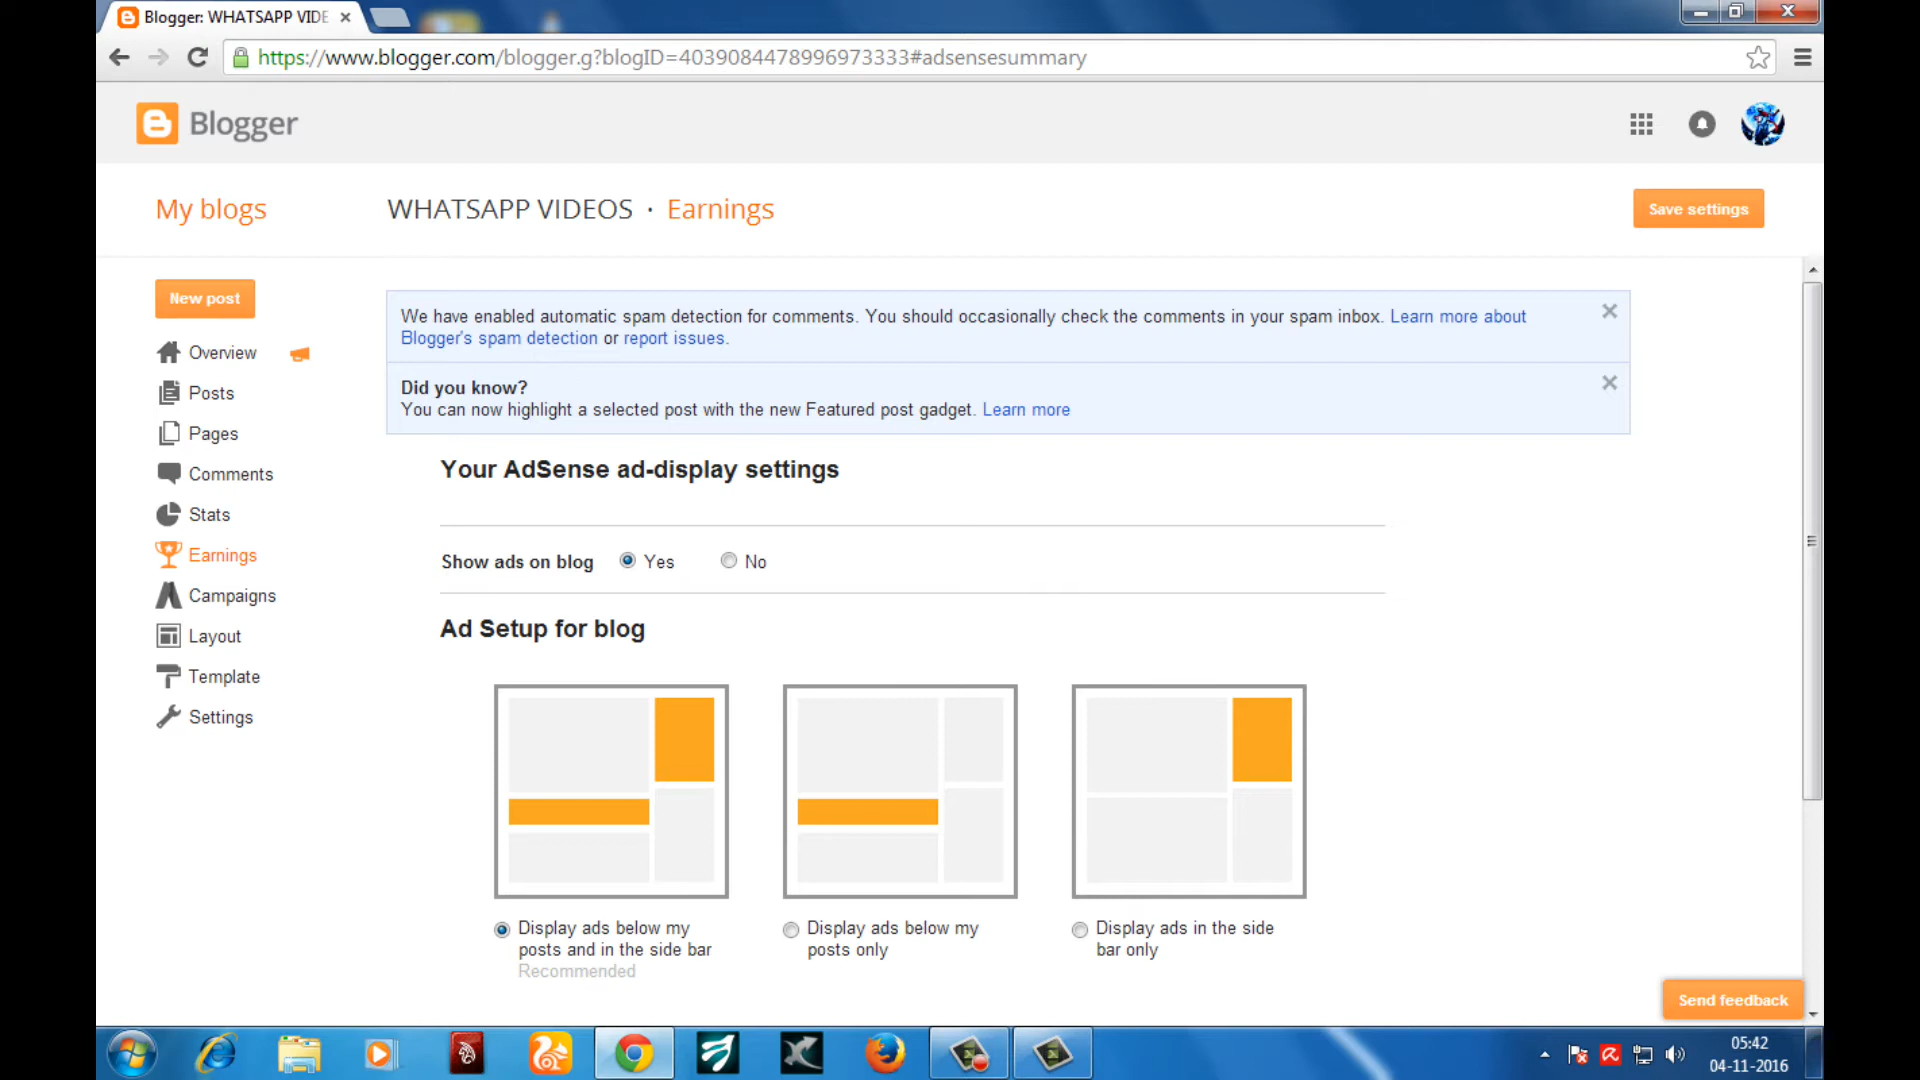 Blogger: WHATSAPP VIDE
https://www.blogger.com/blogger.g?blogID=4039084478996973333#adsensesummary
Blogger
My blogs
WHATSAPP VIDEOS · Earnings
Save settings
New post
Overview
Posts
Pages
Comments
Stats
Earnings
Campaigns
Layout
Template
Settings
We have enabled automatic spam detection for comments. You should occasionally check the comments in your spam inbox. Learn more about
Blogger's spam detection or report issues.
Did you know?
You can now highlight a selected post with the new Featured post gadget. Learn more
Your AdSense ad-display settings
Show ads on blog Yes No
Ad Setup for blog
Display ads below my
posts and in the side bar
Recommended
Display ads below my
posts only
Display ads in the side
bar only
Send feedback
05:42
04-11-2016